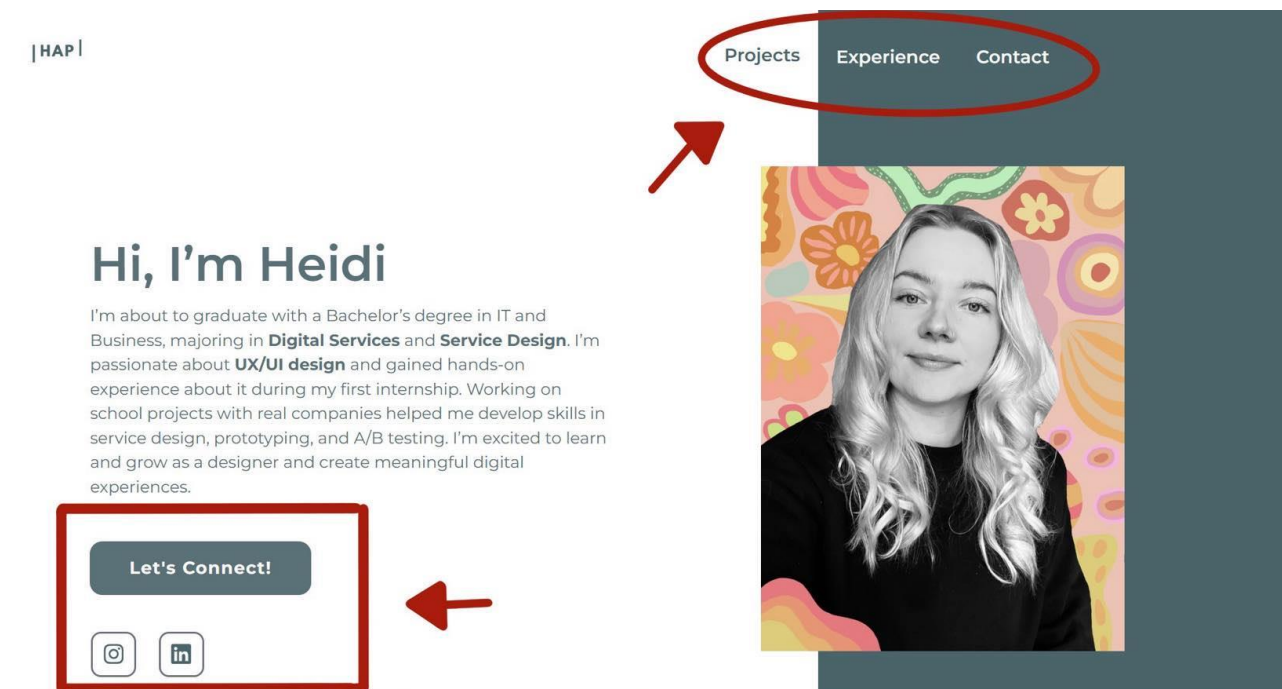 |HAP|
Projects Experience Contact
Hi, I'm Heidi
I'm about to graduate with a Bachelor's degree in IT and
Business, majoring in Digital Services and Service Design. I'm
passionate about UX/UI design and gained hands-on
experience about it during my first internship. Working on
school projects with real companies helped me develop skills in
service design, prototyping, and A/B testing. I'm excited to learn
and grow as a designer and create meaningful digital
experiences.
Let's Connect!
in